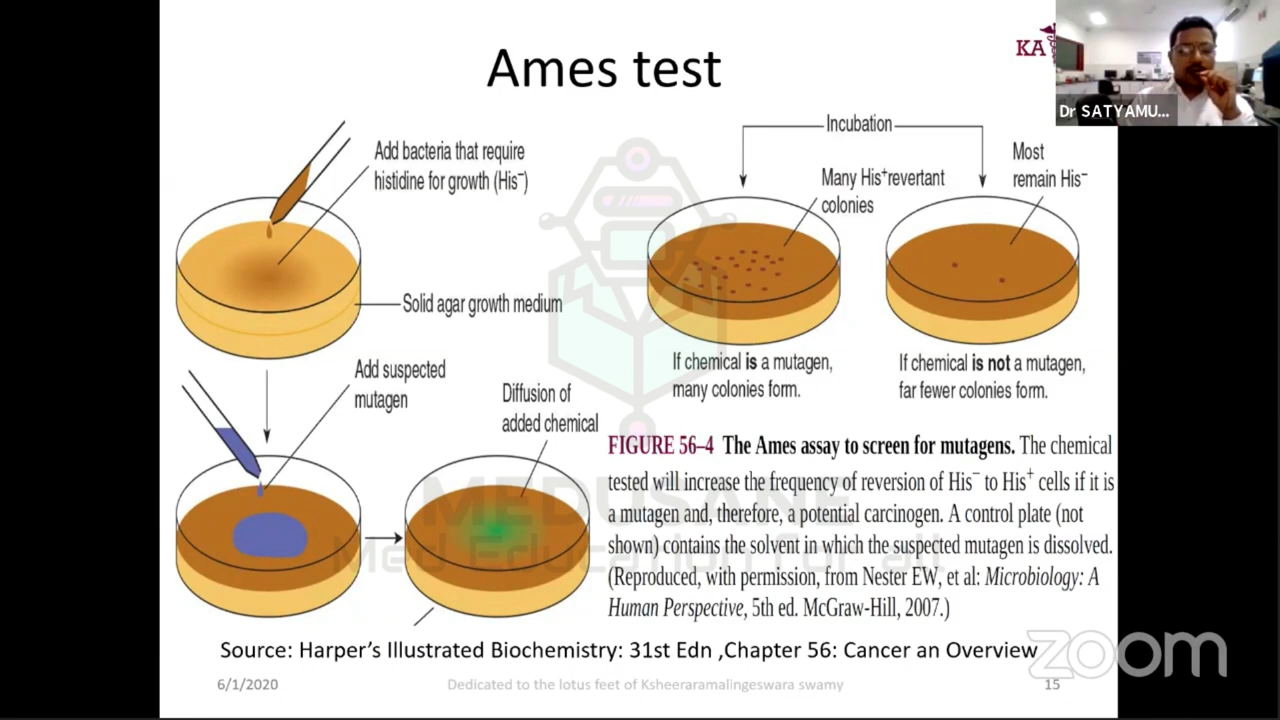 Ames test
KA
Dr SATYAMU...
Add bacteria that require
histidine for growth (His⁻)
Solid agar growth medium
Add suspected
mutagen
Diffusion of
added chemical
Incubation
Many His⁺revertant
colonies
Most
remain His⁻
If chemical is a mutagen,
many colonies form.
If chemical is not a mutagen,
far fewer colonies form.
FIGURE 56–4 The Ames assay to screen for mutagens. The chemical
tested will increase the frequency of reversion of His⁻ to His⁺ cells if it is
a mutagen and, therefore, a potential carcinogen. A control plate (not
shown) contains the solvent in which the suspected mutagen is dissolved.
(Reproduced, with permission, from Nester EW, et al: Microbiology: A
Human Perspective, 5th ed. McGraw-Hill, 2007.)
MEDUSANE
Med Education for all
Source: Harper's Illustrated Biochemistry: 31st Edn ,Chapter 56: Cancer an Overview
zoom
6/1/2020
Dedicated to the lotus feet of Ksheeraramalingeswara swamy
15